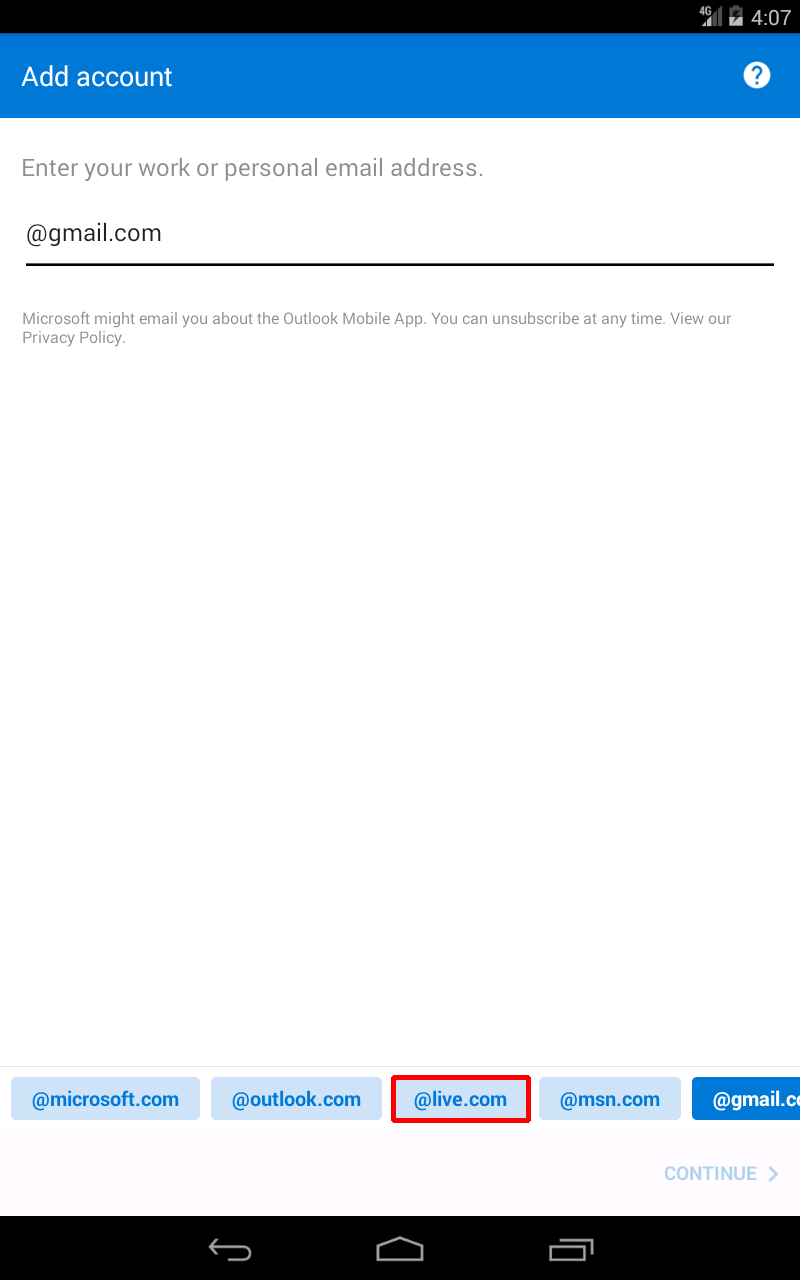 4G 4:07
Add account
Enter your work or personal email address.
@gmail.com
Microsoft might email you about the Outlook Mobile App. You can unsubscribe at any time. View our
Privacy Policy.
@microsoft.com @outlook.com @live.com @msn.com @gmail.co
CONTINUE